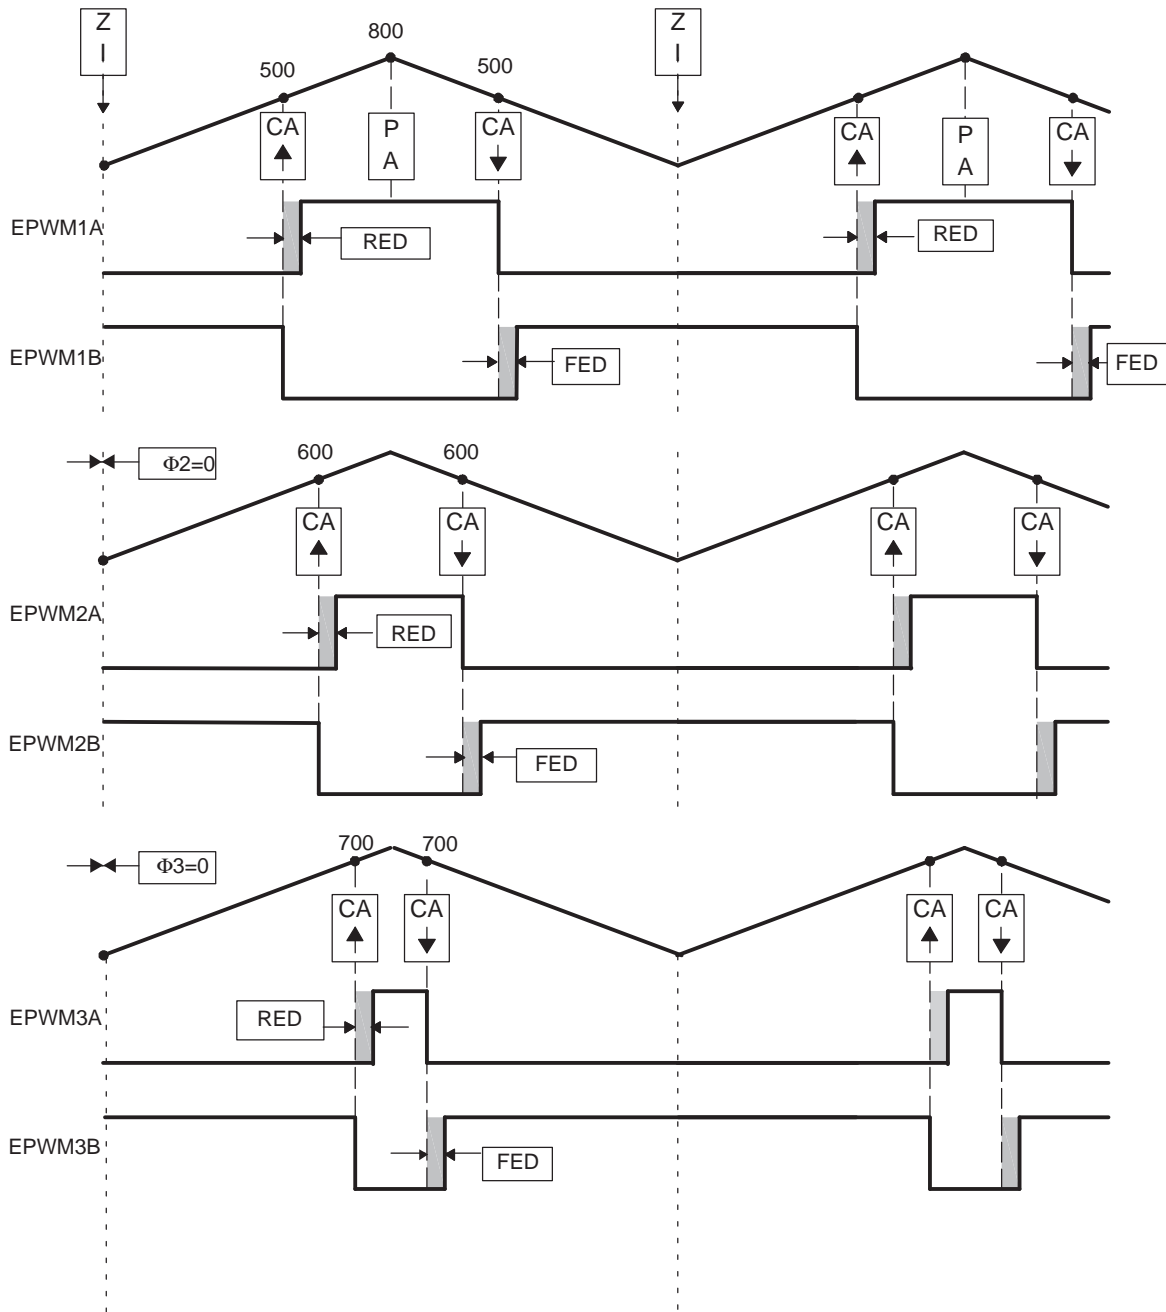 Z
I
Z
I
800
500
500
CA
P
A
CA
CA
P
A
CA
EPWM1A
RED
RED
EPWM1B
FED
FED
Φ2=0
600
600
CA
CA
CA
CA
EPWM2A
RED
EPWM2B
FED
Φ3=0
700
700
CA
CA
CA
CA
EPWM3A
RED
EPWM3B
FED